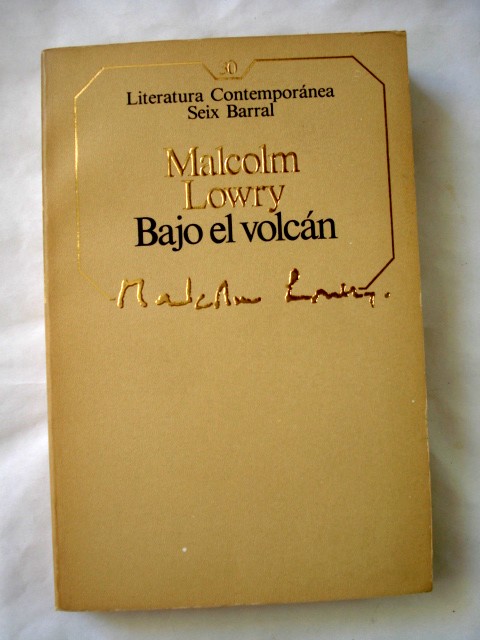 30
Literatura Contemporánea
Seix Barral
Malcolm
Lowry
Bajo el volcán
Malcolm Lowry.